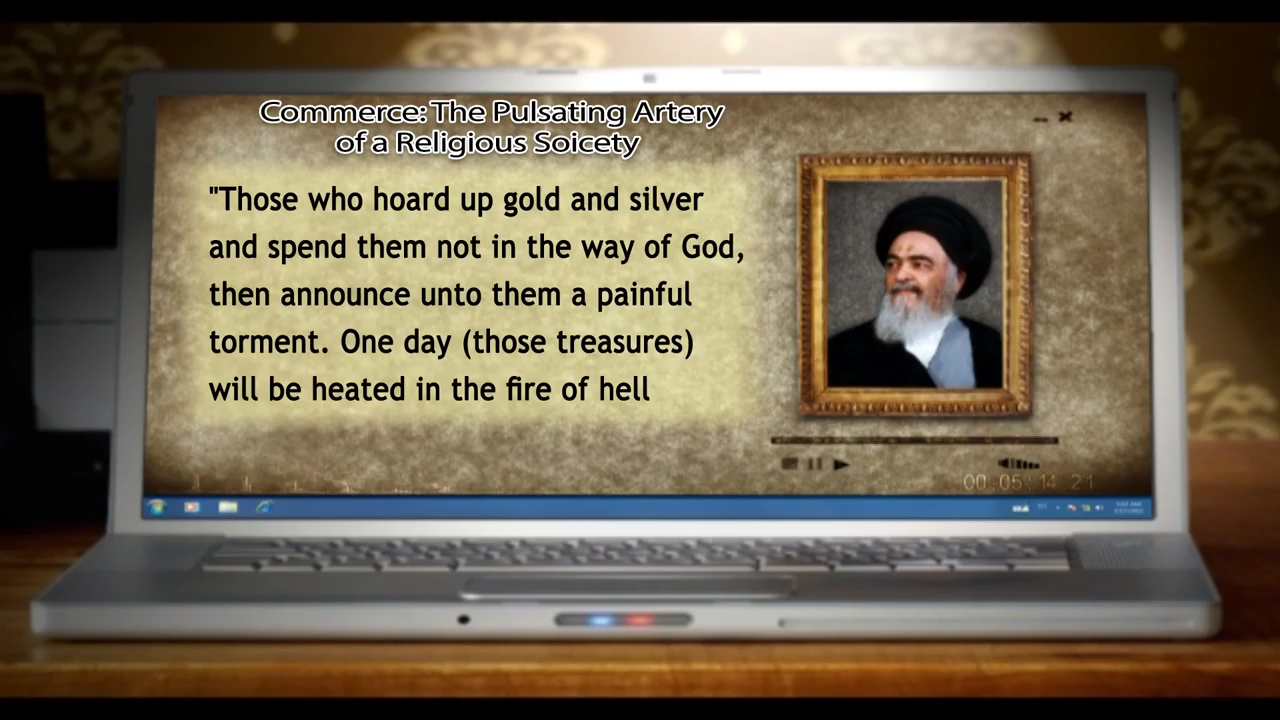 Commerce: The Pulsating Artery
of a Religious Soicety
"Those who hoard up gold and silver
and spend them not in the way of God,
then announce unto them a painful
torment. One day (those treasures)
will be heated in the fire of hell
00:05:14 21